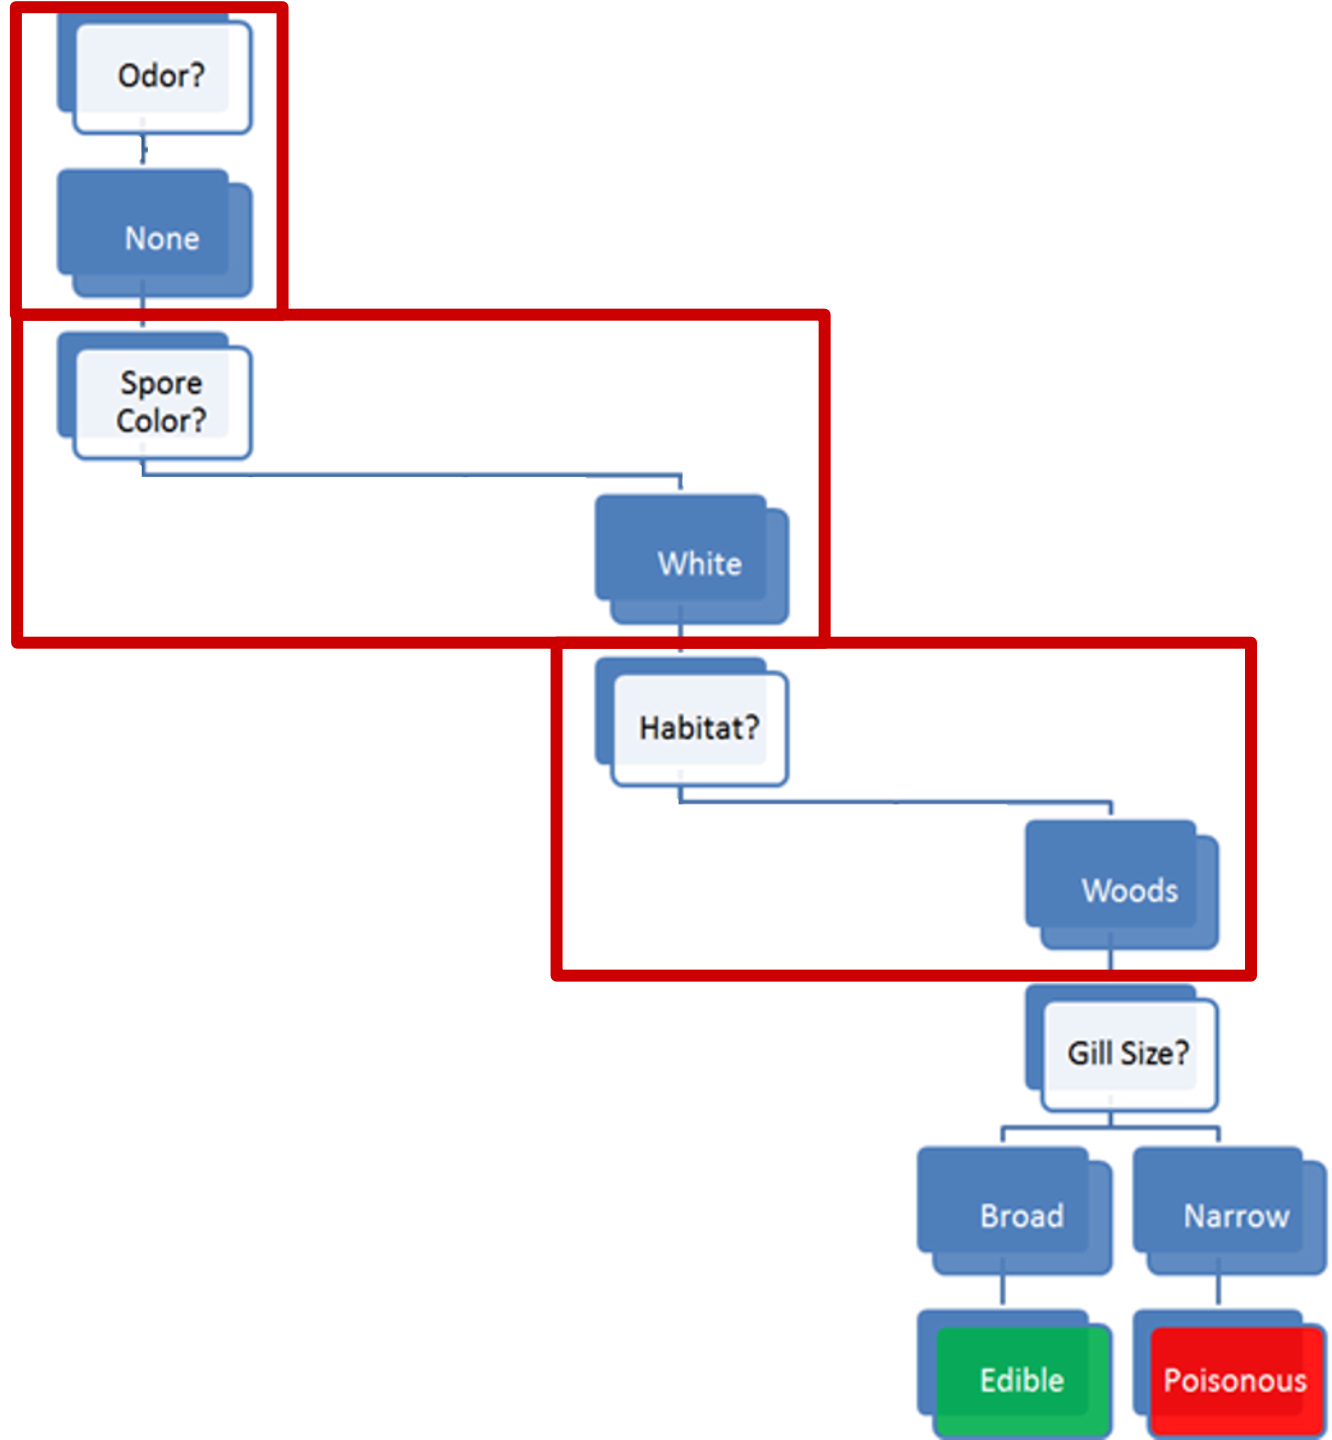 Odor?
None
Spore
Color?
White
Habitat?
Woods
Gill Size?
Broad
Narrow
Edible
Poisonous